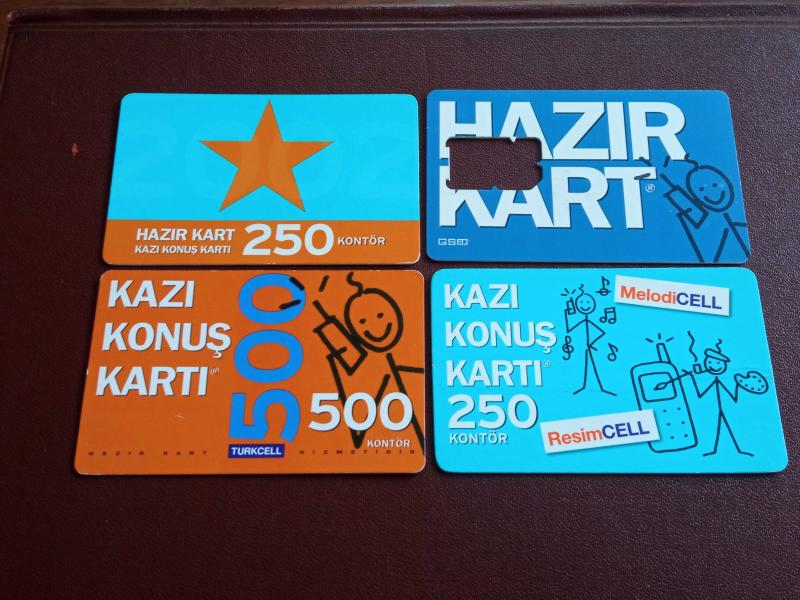 2002
HAZIR KART 250 KONTÖR
KAZI KONUŞ KARTI
HAZIR
KART®
GSM
KAZI
KONUŞ
KARTI
500
500
KONTÖR
HAZIR KART TURKCELL HİZMETİDİR
MelodiCELL
KAZI
KONUŞ
KARTI®
250
KONTÖR
ResimCELL